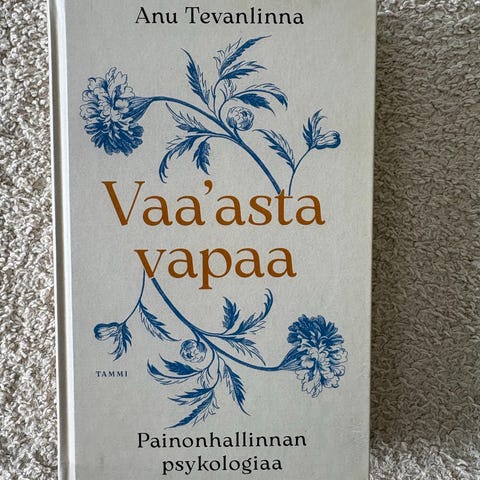 Anu Tevanlinna
Vaa'asta
vapaa
TAMMI
Painonhallinnan
psykologiaa